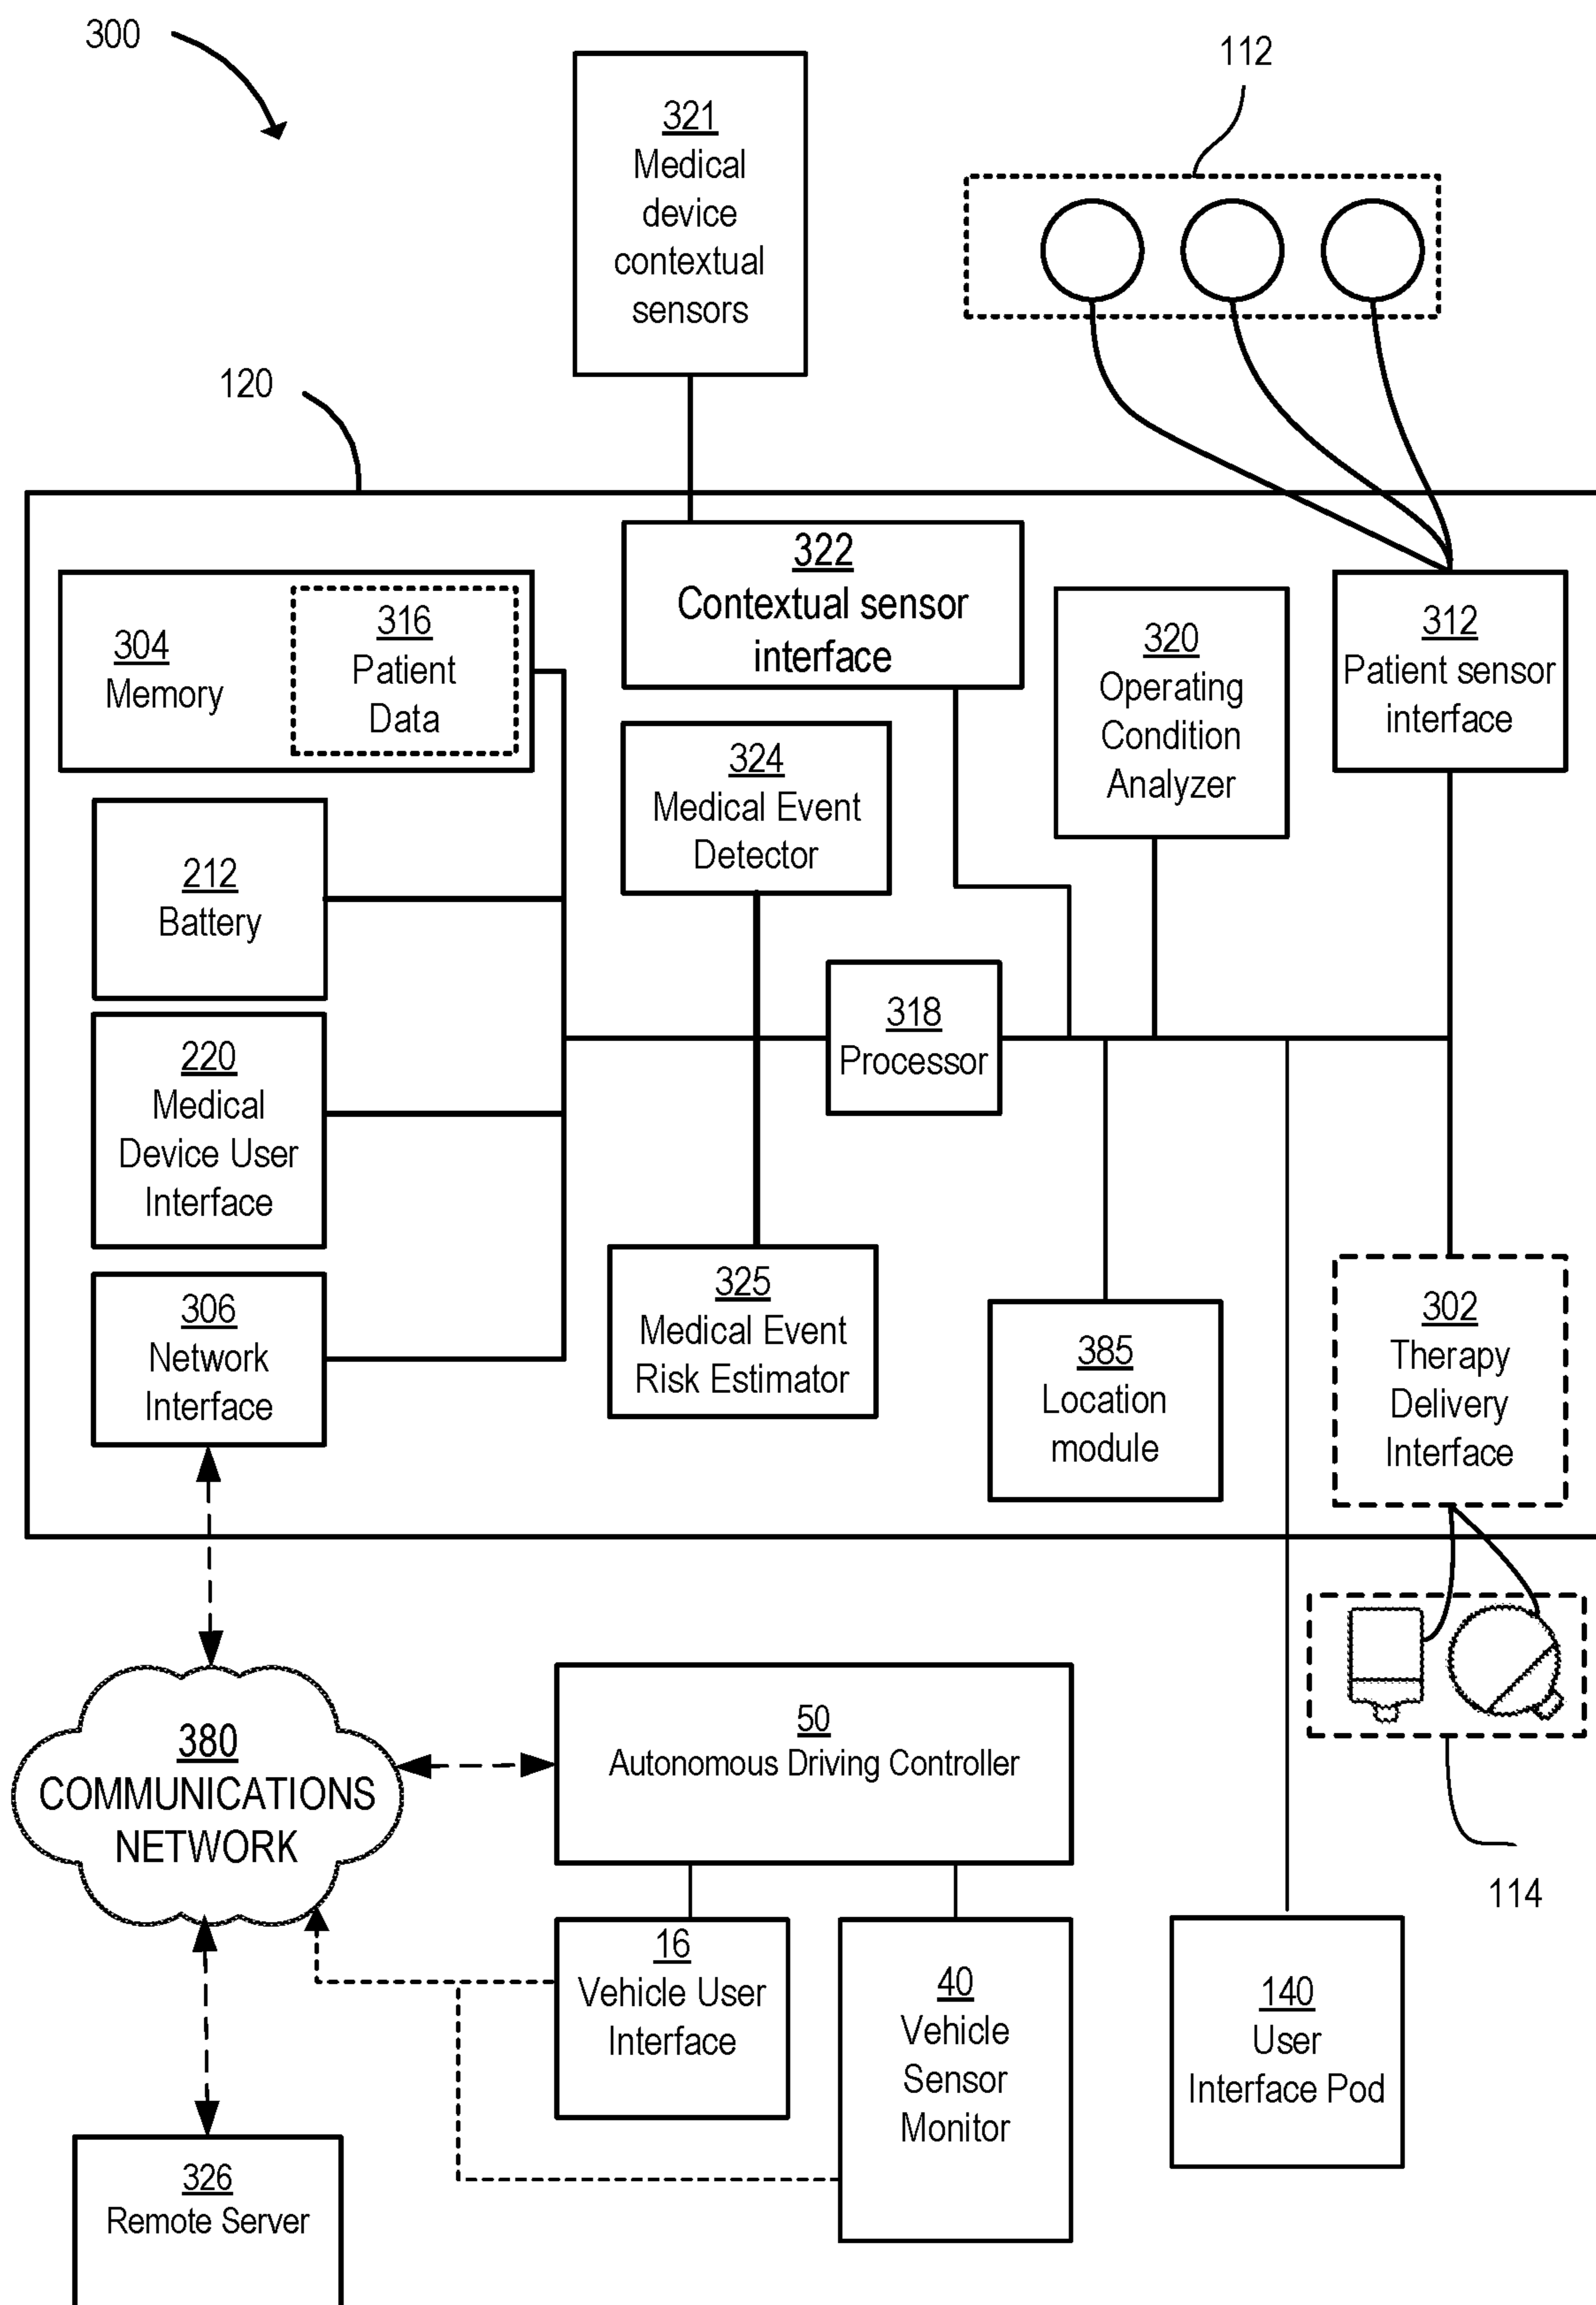 300
112
321
Medical
device
contextual
sensors
120
322
Contextual sensor
interface
304
Memory
316
Patient
Data
320
Operating
Condition
Analyzer
312
Patient sensor
interface
324
Medical Event
Detector
212
Battery
318
Processor
220
Medical
Device User
Interface
325
Medical Event
Risk Estimator
306
Network
Interface
385
Location
module
302
Therapy
Delivery
Interface
380
COMMUNICATIONS
NETWORK
50
Autonomous Driving Controller
114
16
Vehicle User
Interface
40
Vehicle
Sensor
Monitor
140
User
Interface Pod
326
Remote Server